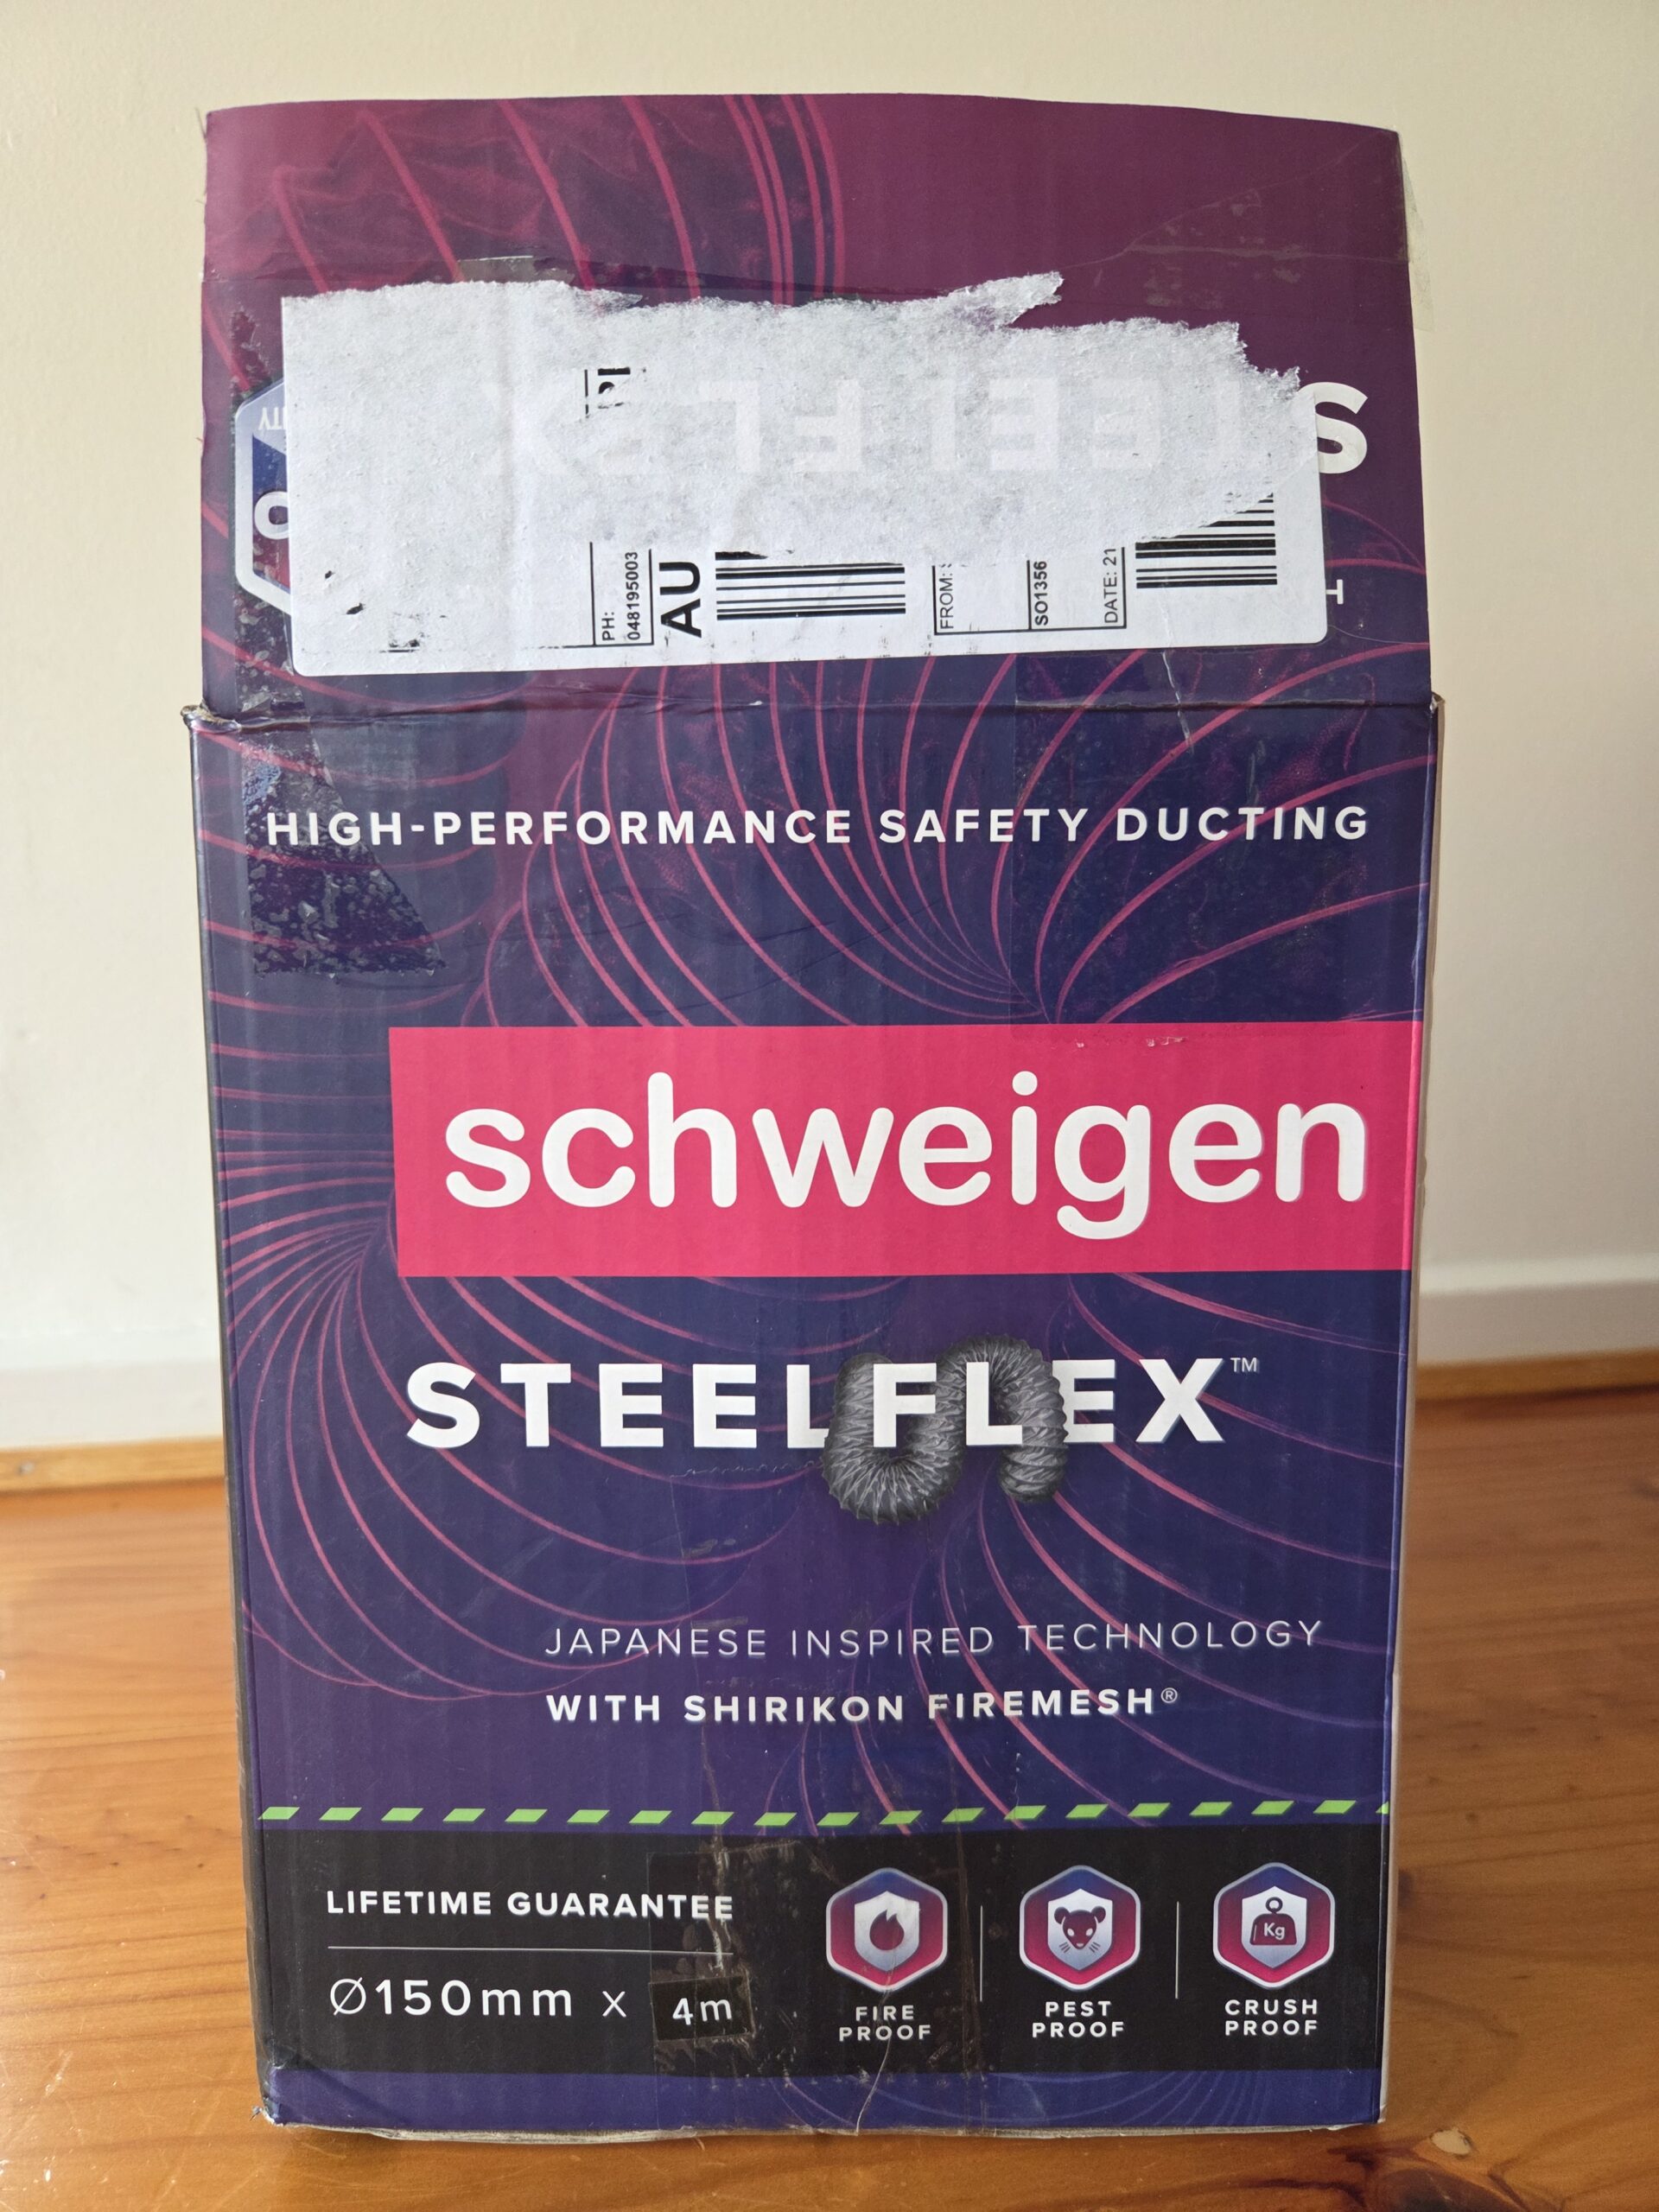 PH:
048195003
AU
FROM:
SO1356
DATE: 21
S
HIGH-PERFORMANCE SAFETY DUCTING
schweigen
STEELFLEX™
JAPANESE INSPIRED TECHNOLOGY
WITH SHIRIKON FIREMESH®
LIFETIME GUARANTEE
Ø150mm x 4m
FIRE
PROOF
PEST
PROOF
Kg
CRUSH
PROOF